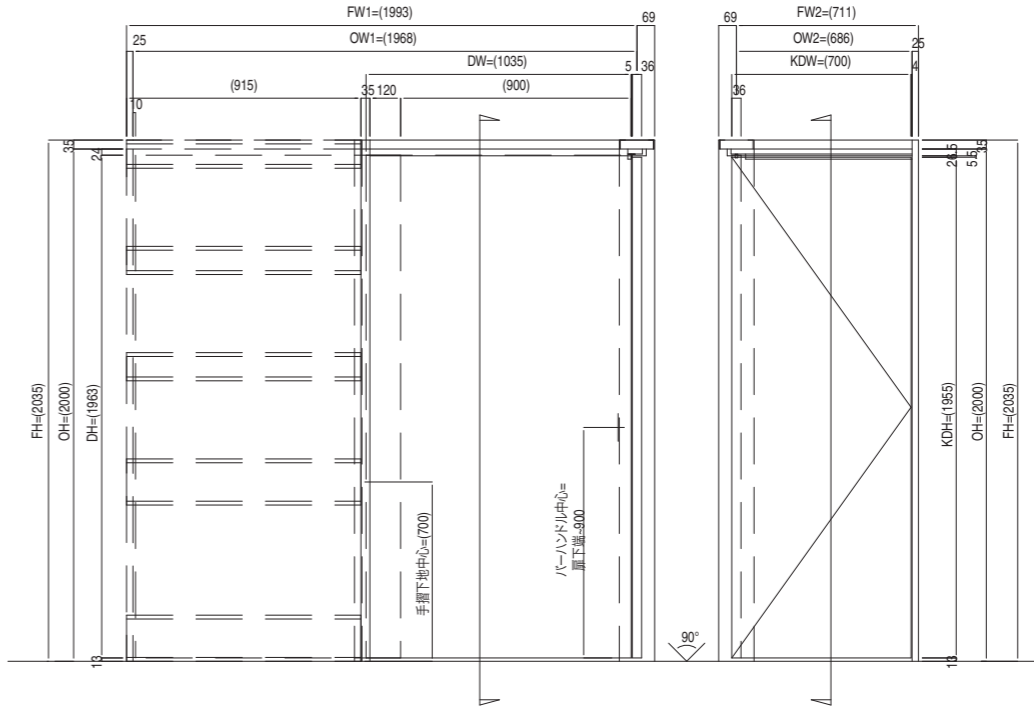 FW1=(1993)
69
69
FW2=(711)
25
OW1=(1968)
OW2=(686)
25
DW=(1035)
5
36
KDW=(700)
4
(915)
35
120
(900)
36
10
35
24
26.5
5.5
35
FH=(2035)
OH=(2000)
DH=(1963)
手摺下地中心=(700)
バーハンドル中心=
扉下端~900
KDH=(1955)
OH=(2000)
FH=(2035)
90°
13
13